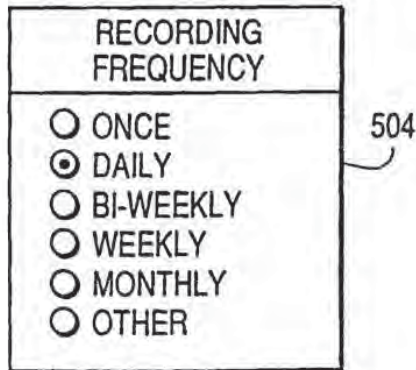 RECORDING
FREQUENCY
ONCE
DAILY
BI-WEEKLY
WEEKLY
MONTHLY
OTHER
504